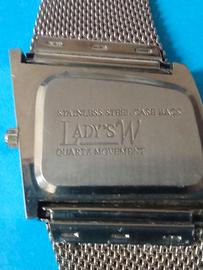 STAINLESS STEEL CASE BACK
LADY'S W
QUARTZ MOVEMENT